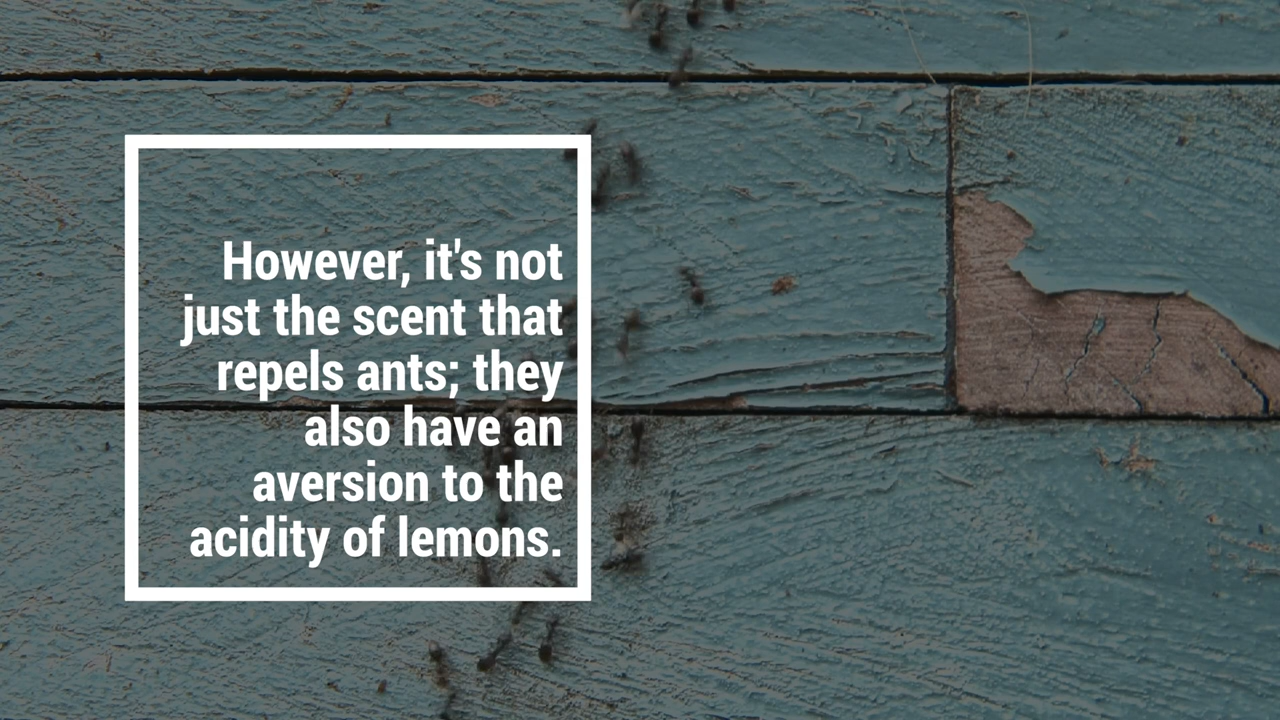 However, it's not
just the scent that
repels ants; they
also have an
aversion to the
acidity of lemons.